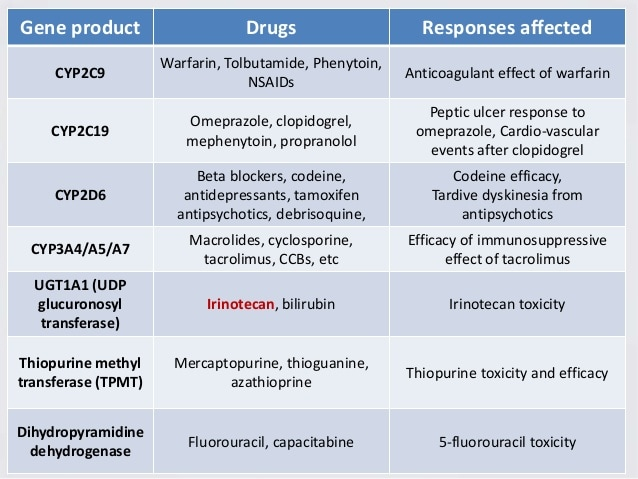 Gene product Drugs Responses affected
CYP2C9
Warfarin, Tolbutamide, Phenytoin,
NSAIDs
Anticoagulant effect of warfarin
CYP2C19
Omeprazole, clopidogrel,
mephenytoin, propranolol
Peptic ulcer response to
omeprazole, Cardio-vascular
events after clopidogrel
CYP2D6
Beta blockers, codeine,
antidepressants, tamoxifen
antipsychotics, debrisoquine,
Codeine efficacy,
Tardive dyskinesia from
antipsychotics
CYP3A4/A5/A7
Macrolides, cyclosporine,
tacrolimus, CCBs, etc
Efficacy of immunosuppressive
effect of tacrolimus
UGT1A1 (UDP
glucuronosyl
transferase)
Irinotecan, bilirubin
Irinotecan toxicity
Thiopurine methyl
transferase (TPMT)
Mercaptopurine, thioguanine,
azathioprine
Thiopurine toxicity and efficacy
Dihydropyramidine
dehydrogenase
Fluorouracil, capacitabine
5-fluorouracil toxicity